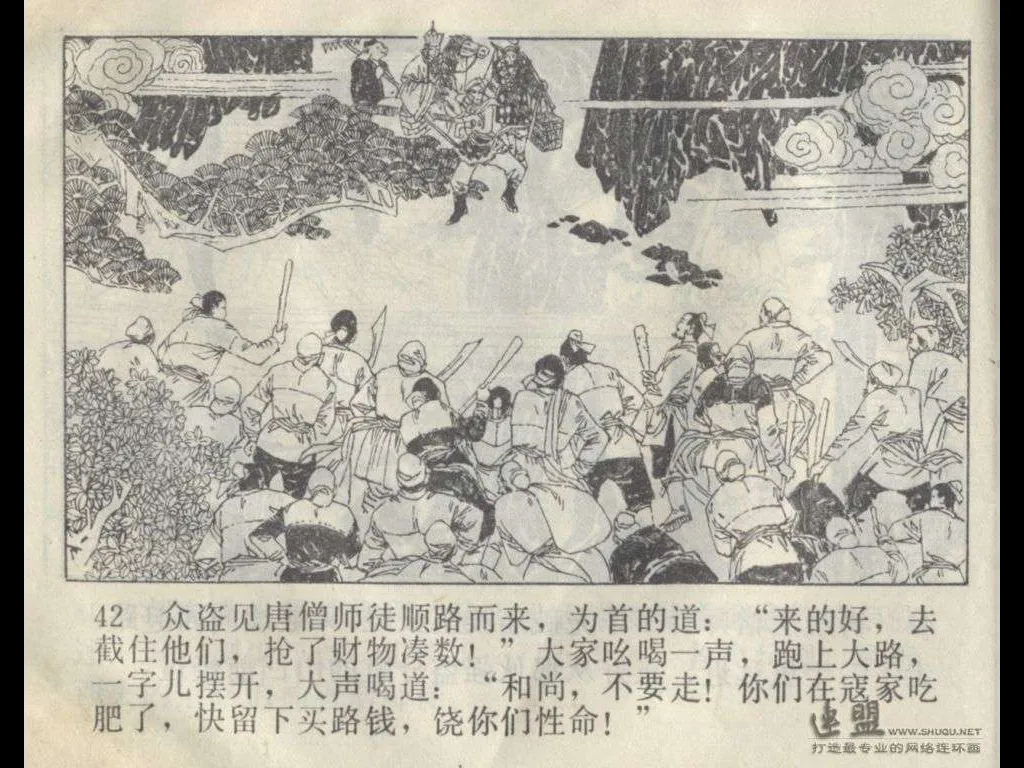 42 众盗见唐僧师徒顺路而来，为首的道：“来的好，去
截住他们，抢了财物凑数！”大家吆喝一声，跑上大路，
一字儿摆开，大声喝道：“和尚，不要走！你们在寇家吃
肥了，快留下买路钱，饶你们性命！”
连盟 WWW.SHUQU.NET
打造最专业的网络连环画